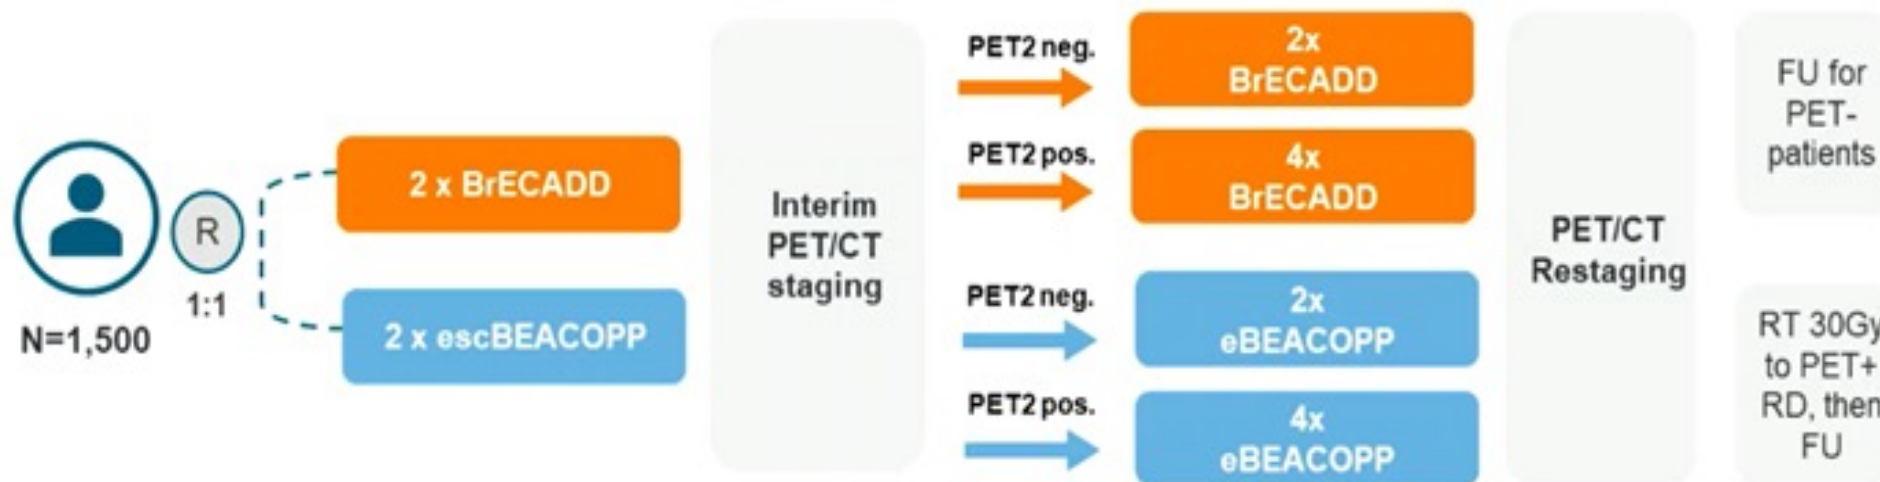 N=1,500
R
1:1
2 x BrECADD
2 x escBEACOPP
Interim
PET/CT
staging
PET2 neg.
2x
BrECADD
PET2 pos.
4x
BrECADD
PET2 neg.
2x
eBEACOPP
PET2 pos.
4x
eBEACOPP
PET/CT
Restaging
FU for
PET-
patients
RT 30Gy
to PET+
RD, then
FU